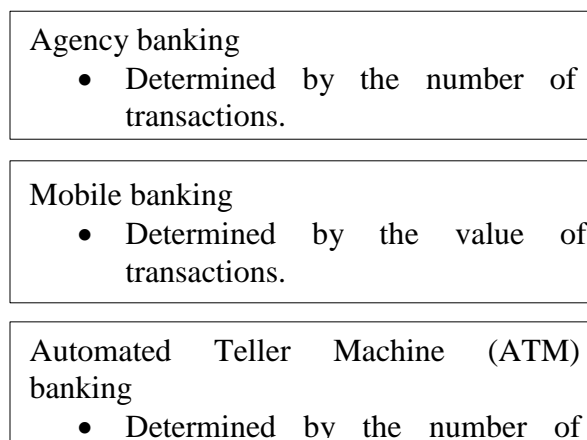 Agency banking
• Determined by the number of
transactions.
Mobile banking
• Determined by the value of
transactions.
Automated Teller Machine (ATM)
banking
• Determined by the number of